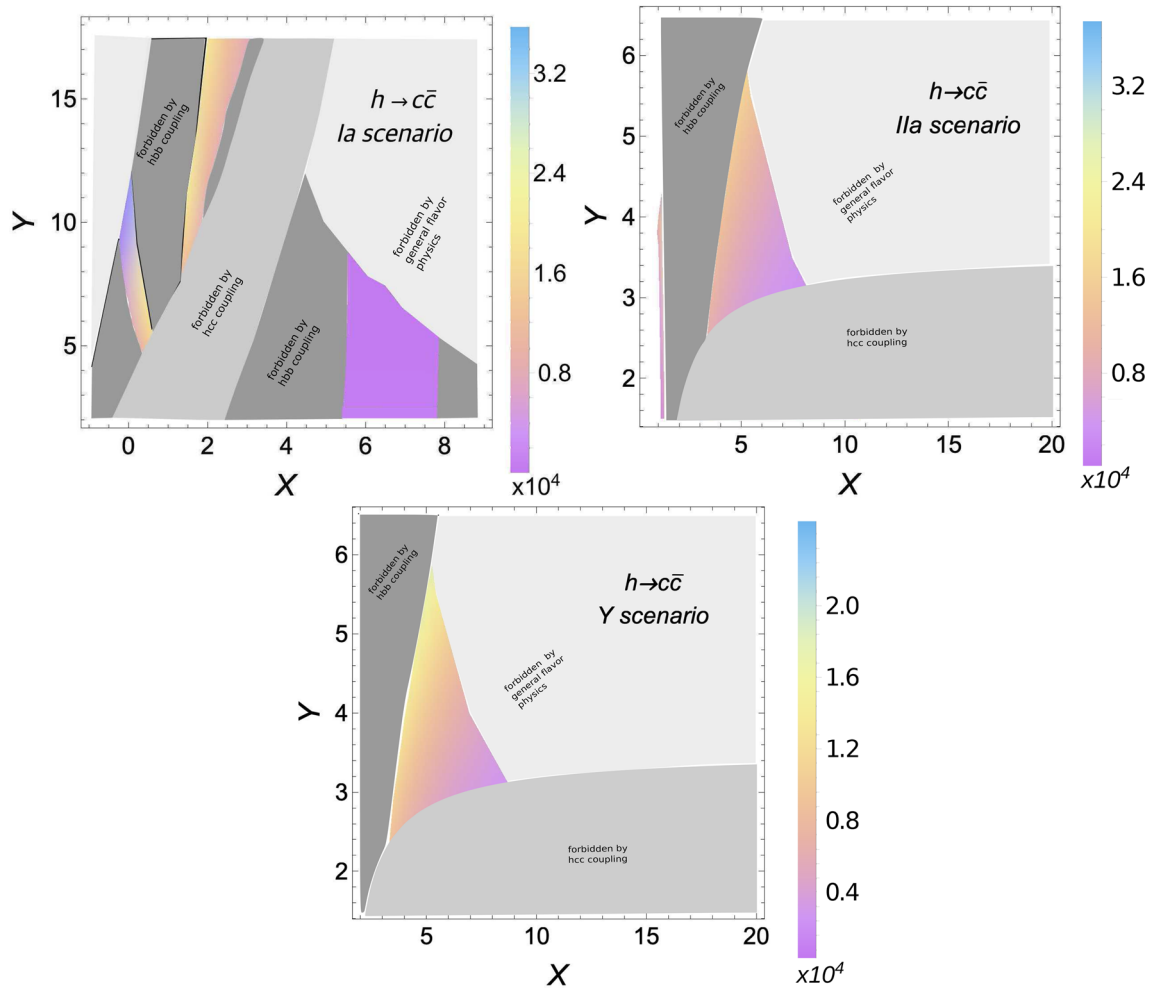 h → cc̄
Ia scenario
forbidden by
hbb coupling
forbidden by
hcc coupling
forbidden by
hbb coupling
forbidden by
general flavor
physics
Y
15
10
5
0
2
4
6
8
X
3.2
2.4
1.6
0.8
x10⁴
h→cc̄
IIa scenario
forbidden by
hbb coupling
forbidden by
general flavor
physics
forbidden by
hcc coupling
Y
6
5
4
3
2
5
10
15
20
X
3.2
2.4
1.6
0.8
x10⁴
h→cc̄
Y scenario
forbidden by
hbb coupling
forbidden by
general flavor
physics
forbidden by
hcc coupling
Y
6
5
4
3
2
5
10
15
20
X
2.0
1.6
1.2
0.8
0.4
x10⁴